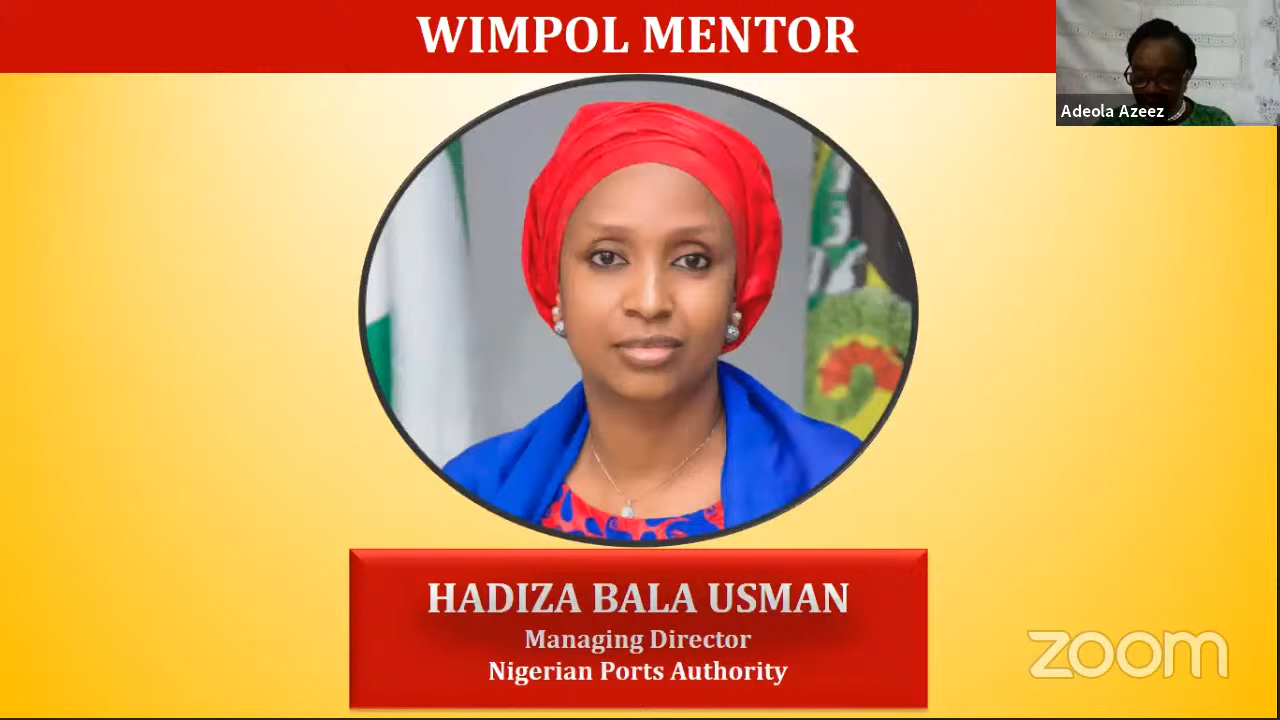 WIMPOL MENTOR
Adeola Azeez
HADIZA BALA USMAN
Managing Director
Nigerian Ports Authority
zoom